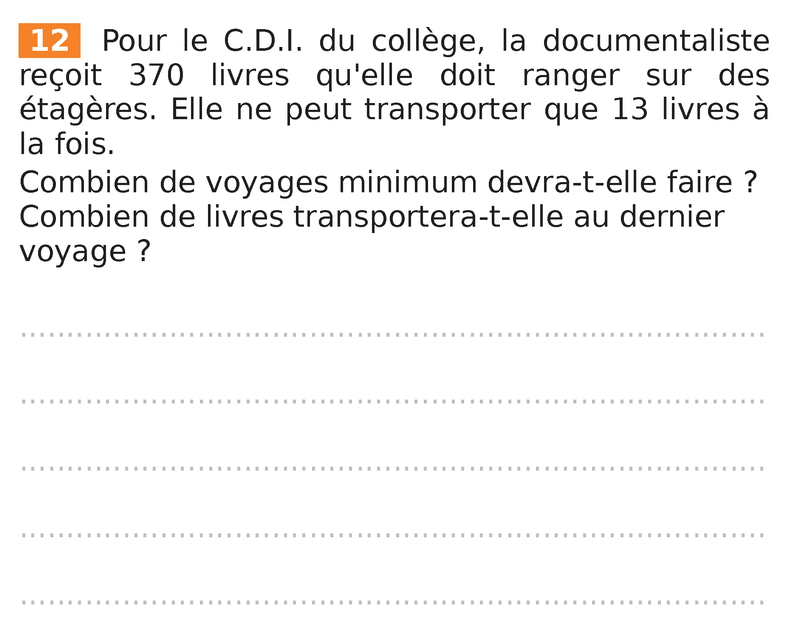 12 Pour le C.D.I. du collège, la documentaliste
reçoit 370 livres qu'elle doit ranger sur des
étagères. Elle ne peut transporter que 13 livres à
la fois.
Combien de voyages minimum devra-t-elle faire ?
Combien de livres transportera-t-elle au dernier
voyage ?